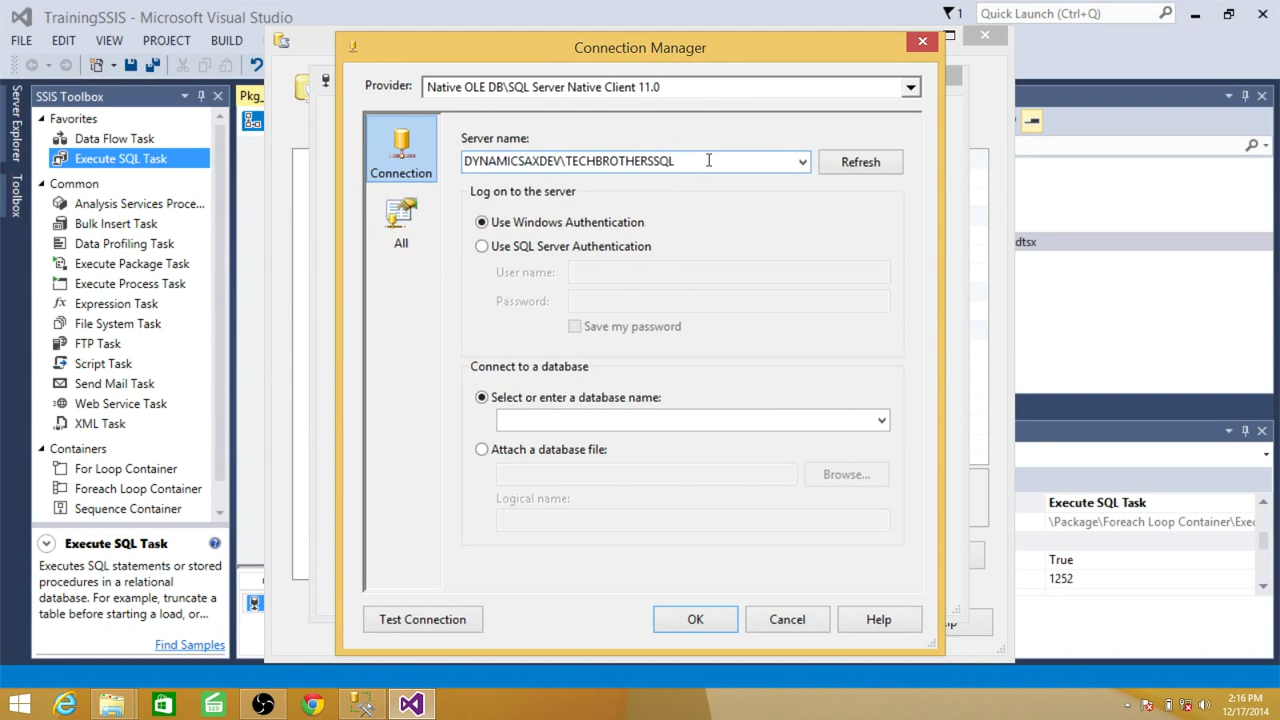 TrainingSSIS - Microsoft Visual Studio
1
Quick Launch (Ctrl+Q)
FILE EDIT VIEW PROJECT BUILD
Server Explorer
Toolbox
SSIS Toolbox
Favorites
Data Flow Task
Execute SQL Task
Common
Analysis Services Proce...
Bulk Insert Task
Data Profiling Task
Execute Package Task
Execute Process Task
Expression Task
File System Task
FTP Task
Script Task
Send Mail Task
Web Service Task
XML Task
Containers
For Loop Container
Foreach Loop Container
Sequence Container
Execute SQL Task
Executes SQL statements or stored
procedures in a relational
database. For example, truncate a
table before starting a load, or...
Find Samples
Pkg_
Connection Manager
Provider: Native OLE DB\SQL Server Native Client 11.0
Connection
All
Server name:
DYNAMICSAXDEV\TECHBROTHERSSQL
Refresh
Log on to the server
Use Windows Authentication
Use SQL Server Authentication
User name:
Password:
Save my password
Connect to a database
Select or enter a database name:
Attach a database file:
Browse...
Logical name:
Test Connection
OK
Cancel
Help
dtsx
Execute SQL Task
\Package\Foreach Loop Container\Exec
True
1252
2:16 PM
12/17/2014